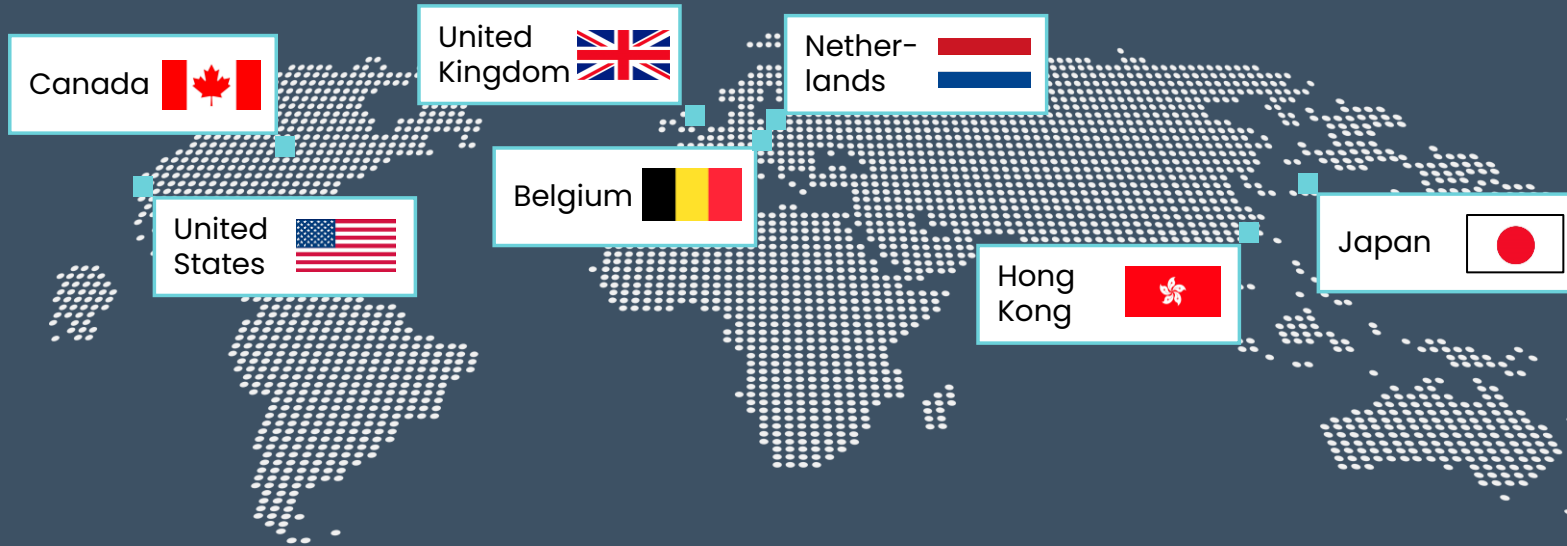 Canada
United
Kingdom
Nether-
lands
Belgium
United
States
Hong
Kong
Japan